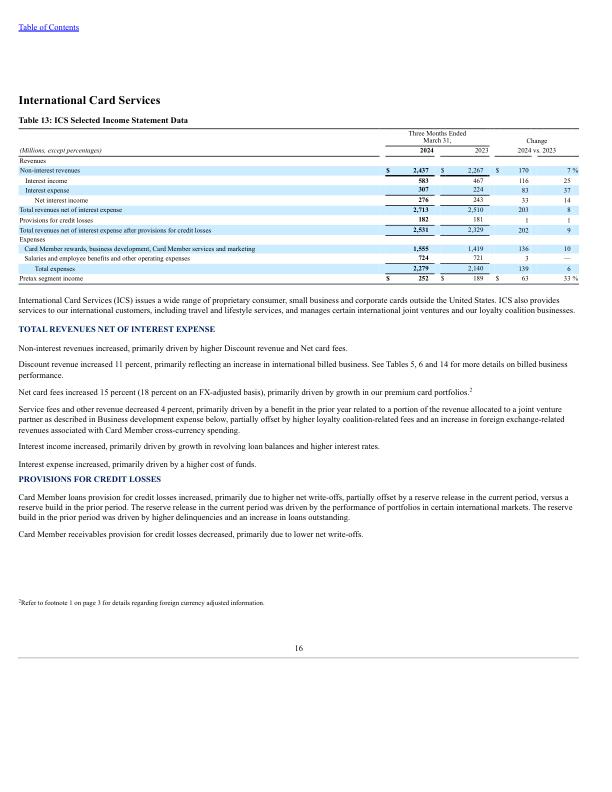 Table of Contents
International Card Services
Table 13: ICS Selected Income Statement Data
Three Months Ended
March 31, Change
(Millions, except percentages) 2024 2023 2024 vs. 2023
Revenues
Non-interest revenues $ 2,437 $ 2,267 $ 170 7 %
Interest income 583 467 116 25
Interest expense 307 224 83 37
Net interest income 276 243 33 14
Total revenues net of interest expense 2,713 2,510 203 8
Provisions for credit losses 182 181 1 1
Total revenues net of interest expense after provisions for credit losses 2,531 2,329 202 9
Expenses
Card Member rewards, business development, Card Member services and marketing 1,555 1,419 136 10
Salaries and employee benefits and other operating expenses 724 721 3 —
Total expenses 2,279 2,140 139 6
Pretax segment income $ 252 $ 189 $ 63 33 %
International Card Services (ICS) issues a wide range of proprietary consumer, small business and corporate cards outside the United States. ICS also provides
services to our international customers, including travel and lifestyle services, and manages certain international joint ventures and our loyalty coalition businesses.
TOTAL REVENUES NET OF INTEREST EXPENSE
Non-interest revenues increased, primarily driven by higher Discount revenue and Net card fees.
Discount revenue increased 11 percent, primarily reflecting an increase in international billed business. See Tables 5, 6 and 14 for more details on billed business
performance.
Net card fees increased 15 percent (18 percent on an FX-adjusted basis), primarily driven by growth in our premium card portfolios.2
Service fees and other revenue decreased 4 percent, primarily driven by a benefit in the prior year related to a portion of the revenue allocated to a joint venture
partner as described in Business development expense below, partially offset by higher loyalty coalition-related fees and an increase in foreign exchange-related
revenues associated with Card Member cross-currency spending.
Interest income increased, primarily driven by growth in revolving loan balances and higher interest rates.
Interest expense increased, primarily driven by a higher cost of funds.
PROVISIONS FOR CREDIT LOSSES
Card Member loans provision for credit losses increased, primarily due to higher net write-offs, partially offset by a reserve release in the current period, versus a
reserve build in the prior period. The reserve release in the current period was driven by the performance of portfolios in certain international markets. The reserve
build in the prior period was driven by higher delinquencies and an increase in loans outstanding.
Card Member receivables provision for credit losses decreased, primarily due to lower net write-offs.
2Refer to footnote 1 on page 3 for details regarding foreign currency adjusted information.
16